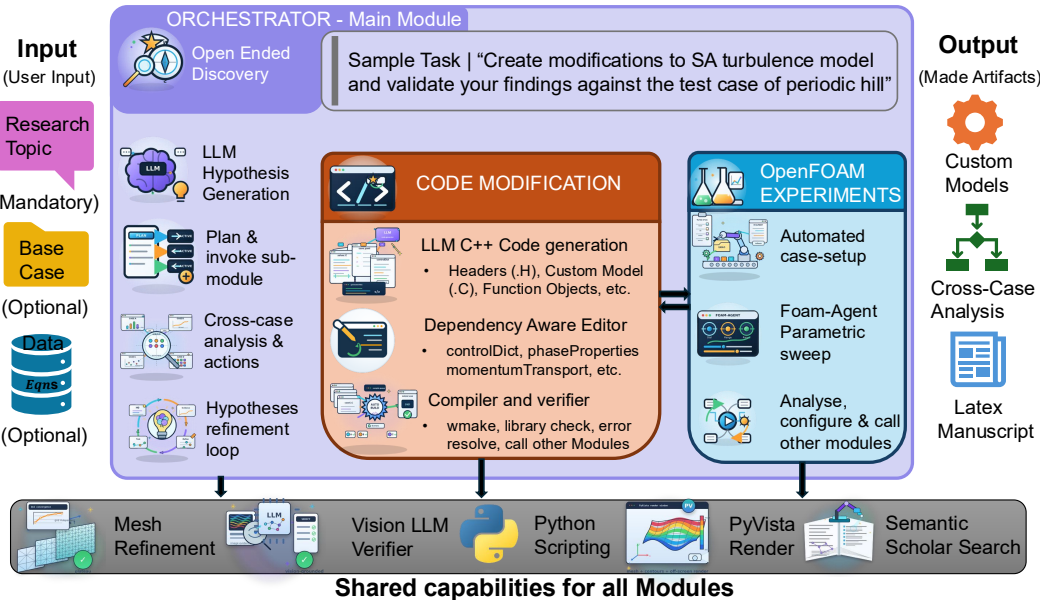 ORCHESTRATOR - Main Module
Open Ended
Discovery
Sample Task | “Create modifications to SA turbulence model
and validate your findings against the test case of periodic hill”
Input
(User Input)
Research
Topic
Mandatory)
Base
Case
(Optional)
Data
Eqns
(Optional)
LLM
LLM
Hypothesis
Generation
PLAN
Plan &
invoke sub-
module
Cross-case
analysis &
actions
Hypotheses
refinement
loop
</>
CODE MODIFICATION
LLM C++ Code generation
• Headers (.H), Custom Model
(.C), Function Objects, etc.
Dependency Aware Editor
• controlDict, phaseProperties
momentumTransport, etc.
Compiler and verifier
• wmake, library check, error
resolve, call other Modules
OpenFOAM
EXPERIMENTS
Automated
case-setup
FOAM-AGENT
Foam-Agent
Parametric
sweep
Analyse,
configure & call
other modules
Output
(Made Artifacts)
Custom
Models
Cross-Case
Analysis
Latex
Manuscript
Mesh
Refinement
LLM
Vision LLM
Verifier
Python
Scripting
PV
PyVista
Render
Semantic
Scholar Search
Shared capabilities for all Modules